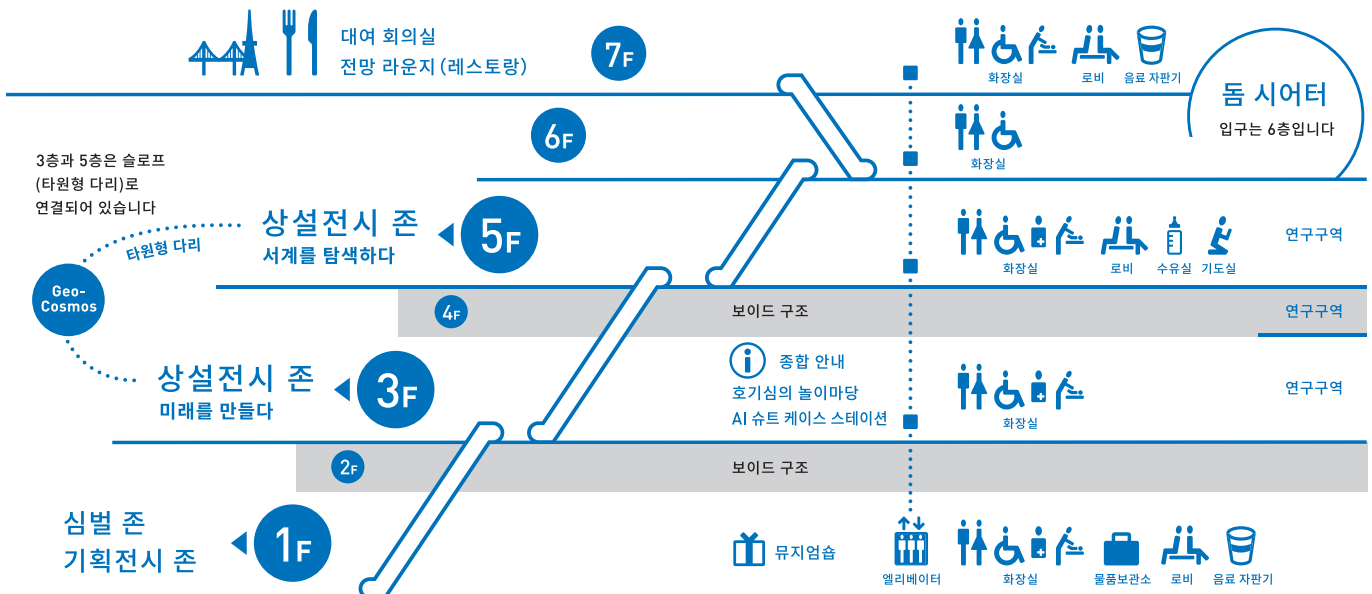 대여 회의실
전망 라운지 (레스토랑)
7F
화장실
로비
음료 자판기
돔 시어터
입구는 6층입니다
6F
화장실
3층과 5층은 슬로프
(타원형 다리)로
연결되어 있습니다
타원형 다리
Geo-
Cosmos
상설전시 존
서계를 탐색하다
5F
화장실
로비
수유실
기도실
연구구역
4F
보이드 구조
연구구역
상설전시 존
미래를 만들다
3F
종합 안내
호기심의 놀이마당
AI 슈트 케이스 스테이션
화장실
연구구역
2F
보이드 구조
심벌 존
기획전시 존
1F
뮤지엄숍
엘리베이터
화장실
물품보관소
로비
음료 자판기